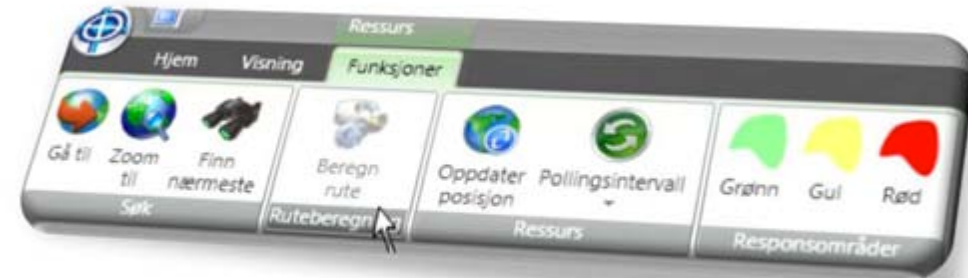 Ressurs
Hjem Visning Funksjoner
Gå til
Zoom
til
Finn
nærmeste
Beregn
rute
Oppdater
posisjon
Pollingsintervall
Grønn
Gul
Rød
Søk
Ressurs
Responsområder